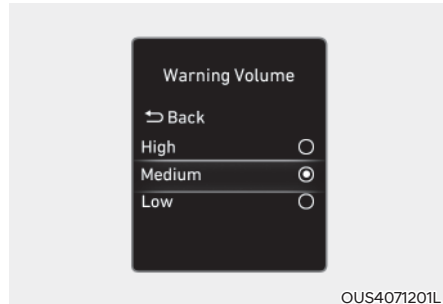 Warning Volume
Back
High
Medium
Low
OUS4071201L